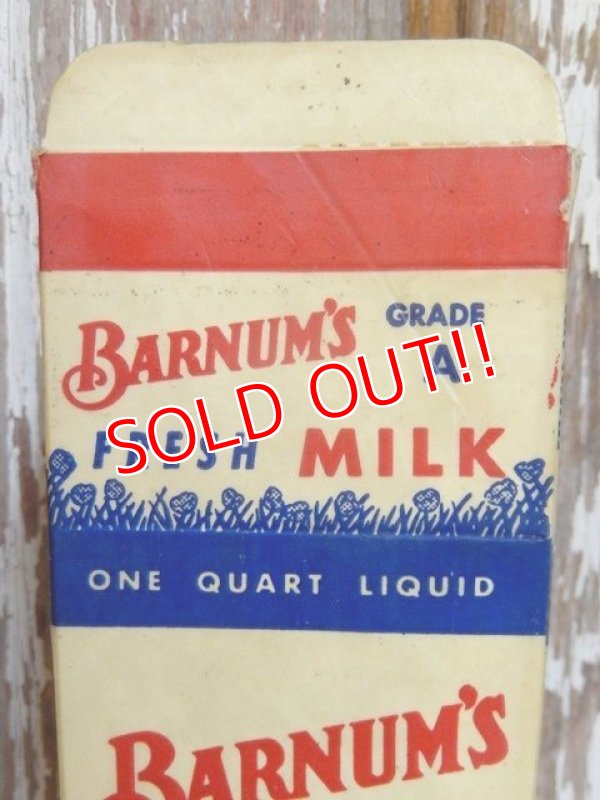 BARNUM'S GRADE A
FRESH MILK
SOLD OUT!!
ONE QUART LIQUID
BARNUM'S